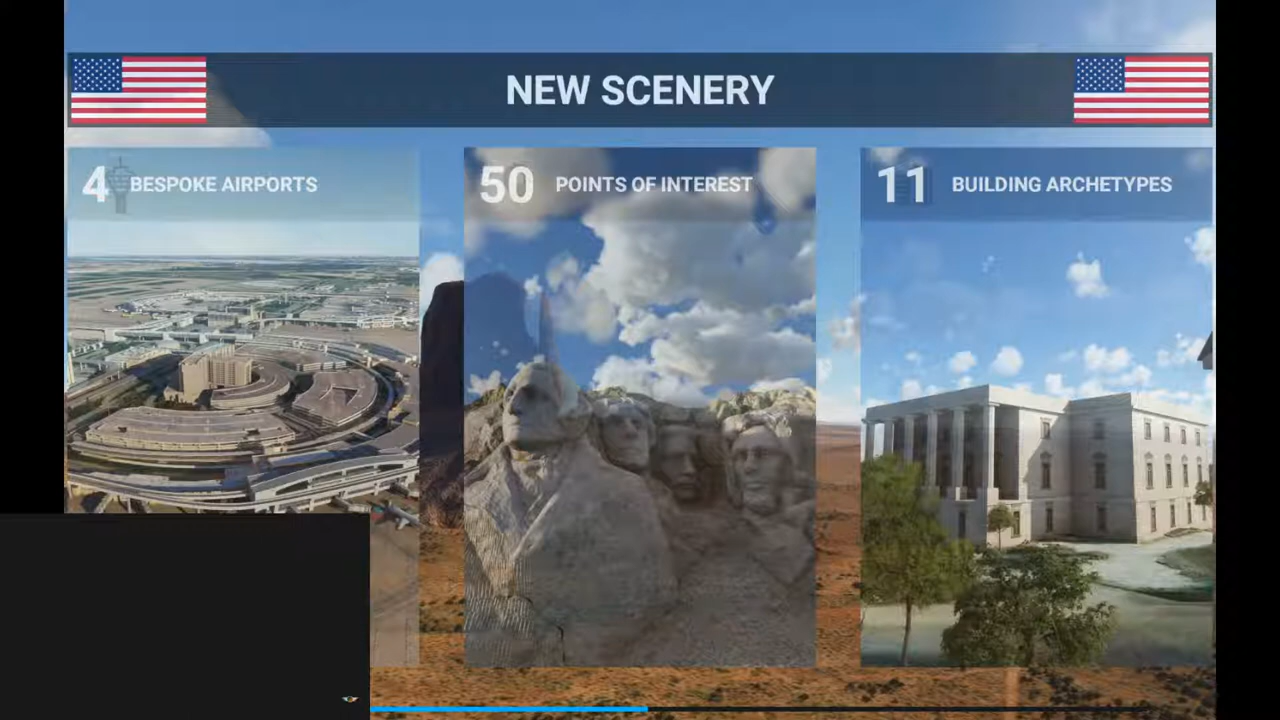 NEW SCENERY
4 BESPOKE AIRPORTS
50 POINTS OF INTEREST
11 BUILDING ARCHETYPES